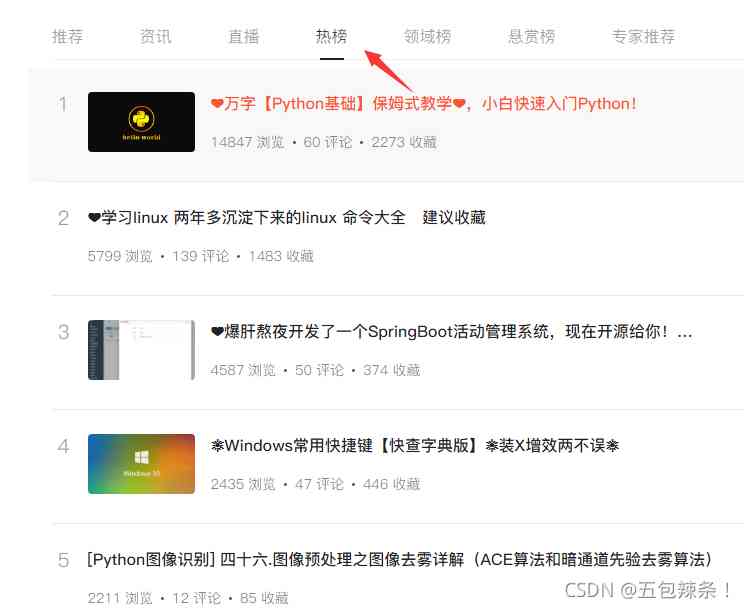 推荐 资讯 直播 热榜 领域榜 悬赏榜 专家推荐
1
hello world
❤万字【Python基础】保姆式教学❤，小白快速入门Python！
14847 浏览 • 60 评论 • 2273 收藏
2
❤学习linux 两年多沉淀下来的linux 命令大全 建议收藏
5799 浏览 • 139 评论 • 1483 收藏
3
❤爆肝熬夜开发了一个SpringBoot活动管理系统，现在开源给你！...
4587 浏览 • 50 评论 • 374 收藏
4
Windows 10
❃Windows常用快捷键【快查字典版】❃装X增效两不误❃
2435 浏览 • 47 评论 • 446 收藏
5
[Python图像识别] 四十六.图像预处理之图像去雾详解（ACE算法和暗通道先验去雾算法）
2211 浏览 • 12 评论 • 85 收藏
CSDN @五包辣条！